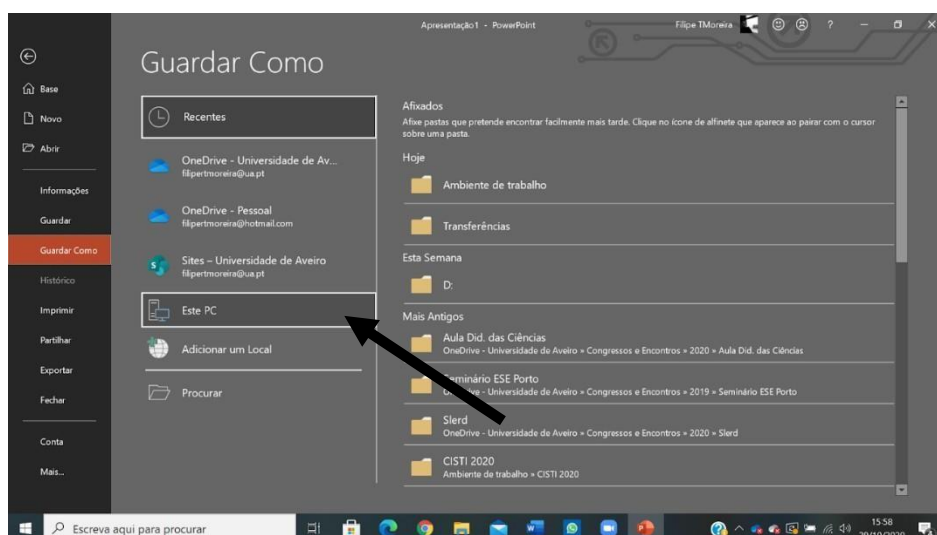 Apresentação1 - PowerPoint
Filipe TMoreira
?
Guardar Como
Base
Novo
Abrir
Informações
Guardar
Guardar Como
Histórico
Imprimir
Partilhar
Exportar
Fechar
Conta
Mais...
Recentes
OneDrive - Universidade de Av...
filipertmoreira@ua.pt
OneDrive - Pessoal
filipertmoreira@hotmail.com
Sites – Universidade de Aveiro
filipertmoreira@ua.pt
Este PC
Adicionar um Local
Procurar
Afixados
Afixe pastas que pretende encontrar facilmente mais tarde. Clique no ícone de alfinete que aparece ao pairar com o cursor
sobre uma pasta.
Hoje
Ambiente de trabalho
Transferências
Esta Semana
D:
Mais Antigos
Aula Did. das Ciências
OneDrive - Universidade de Aveiro » Congressos e Encontros » 2020 » Aula Did. das Ciências
Seminário ESE Porto
OneDrive - Universidade de Aveiro » Congressos e Encontros » 2019 » Seminário ESE Porto
Slerd
OneDrive - Universidade de Aveiro » Congressos e Encontros » 2020 » Slerd
CISTI 2020
Ambiente de trabalho » CISTI 2020
Escreva aqui para procurar
15:58